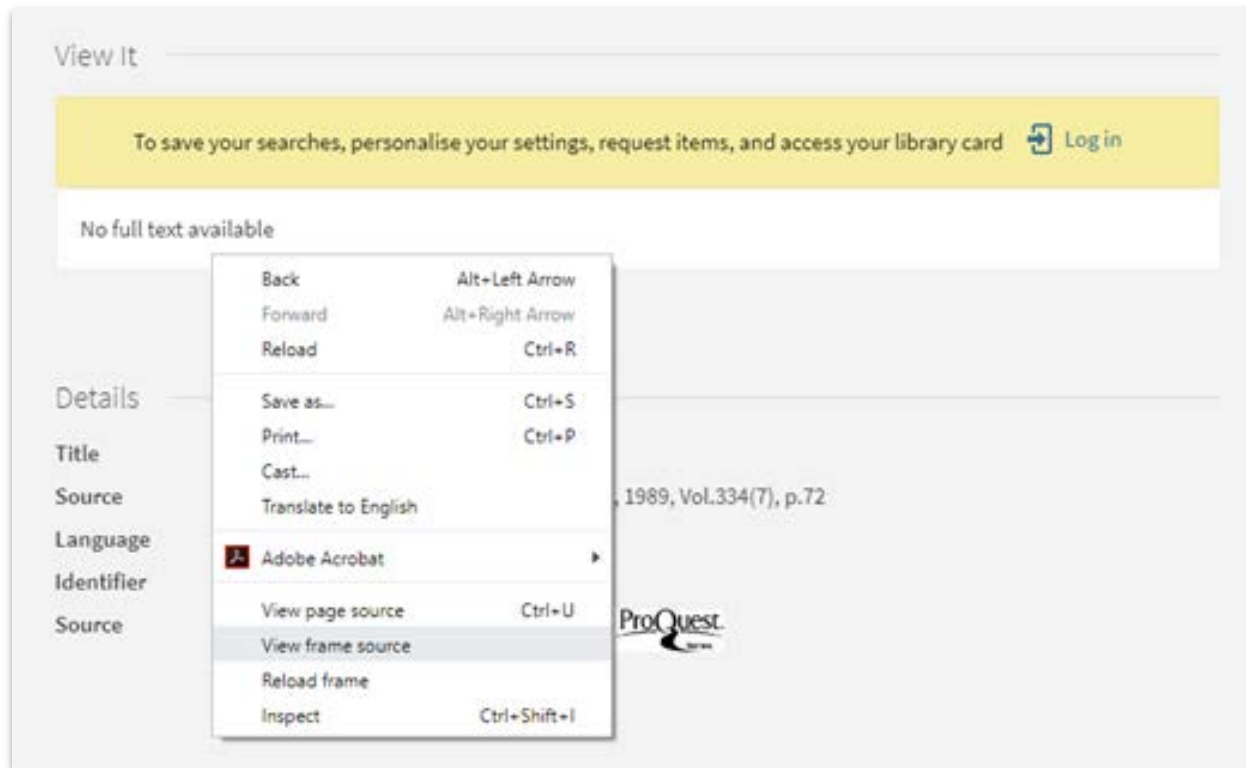 View It
To save your searches, personalise your settings, request items, and access your library card Log in
No full text available
Back Alt+Left Arrow
Forward Alt+Right Arrow
Reload Ctrl+R
Details
Save as... Ctrl+S
Print... Ctrl+P
Title
Cast...
Source , 1989, Vol.334(7), p.72
Translate to English
Language
Adobe Acrobat
Identifier
View page source Ctrl+U
Source ProQuest
View frame source
Reload frame
Inspect Ctrl+Shift+I